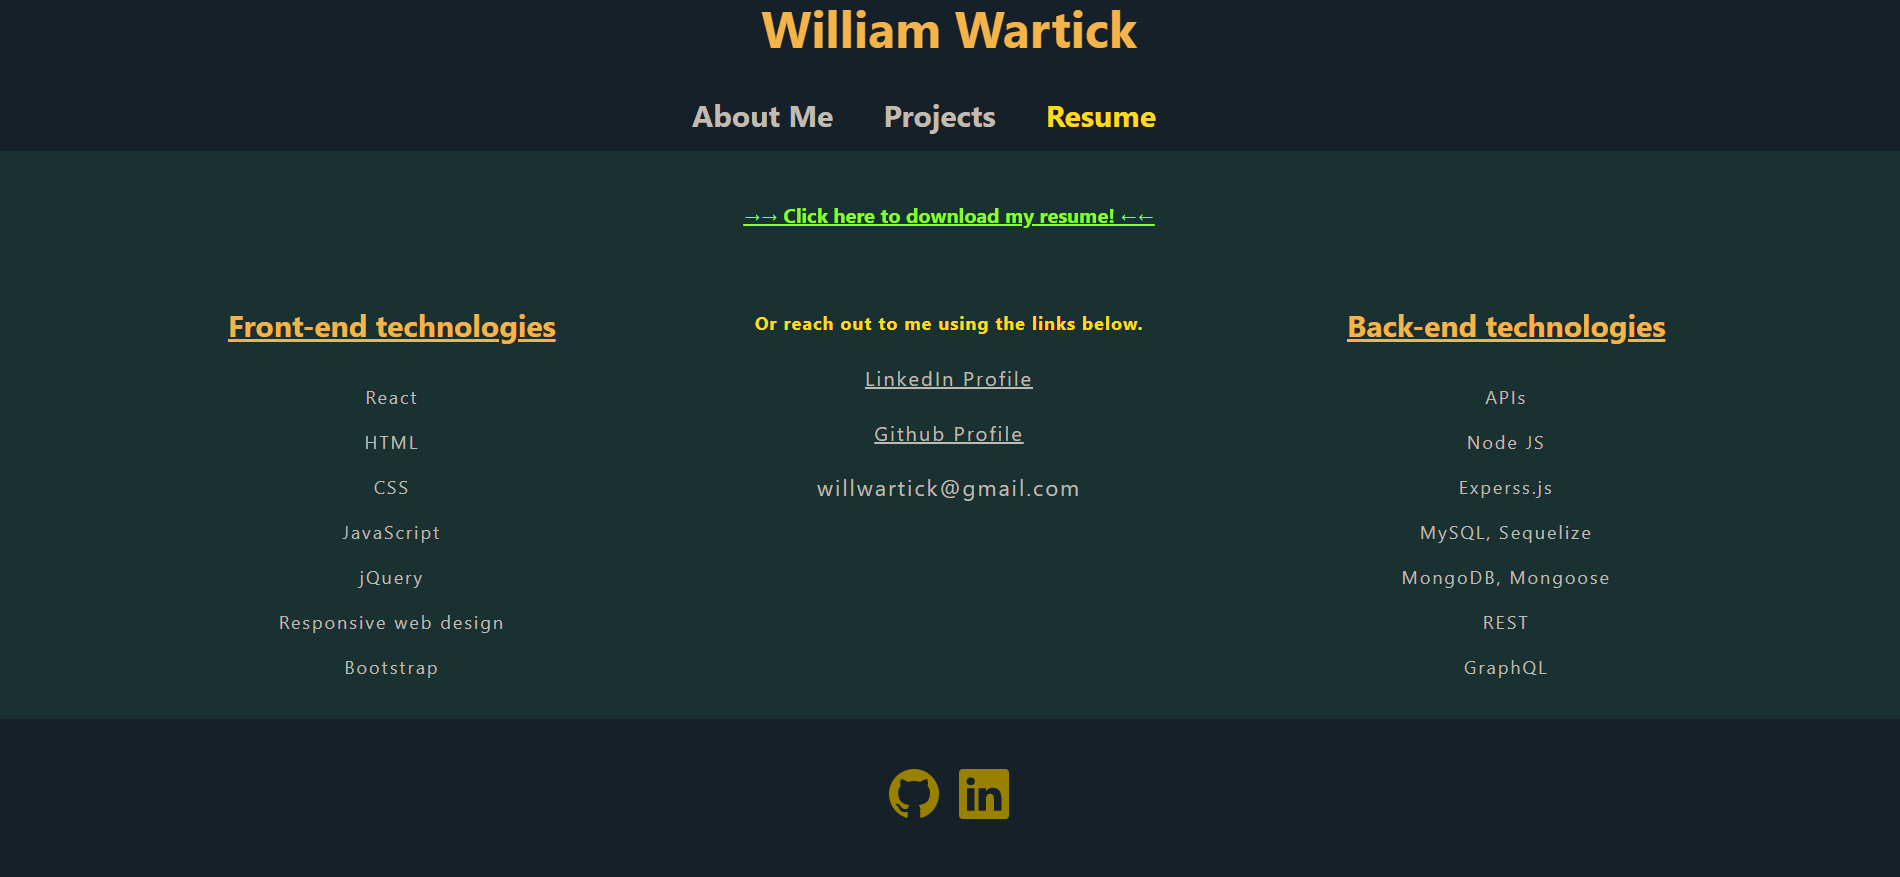 William Wartick
About Me Projects Resume
→→ Click here to download my resume! ←←
Front-end technologies
React
HTML
CSS
JavaScript
jQuery
Responsive web design
Bootstrap
Or reach out to me using the links below.
LinkedIn Profile
Github Profile
willwartick@gmail.com
Back-end technologies
APIs
Node JS
Experss.js
MySQL, Sequelize
MongoDB, Mongoose
REST
GraphQL
in